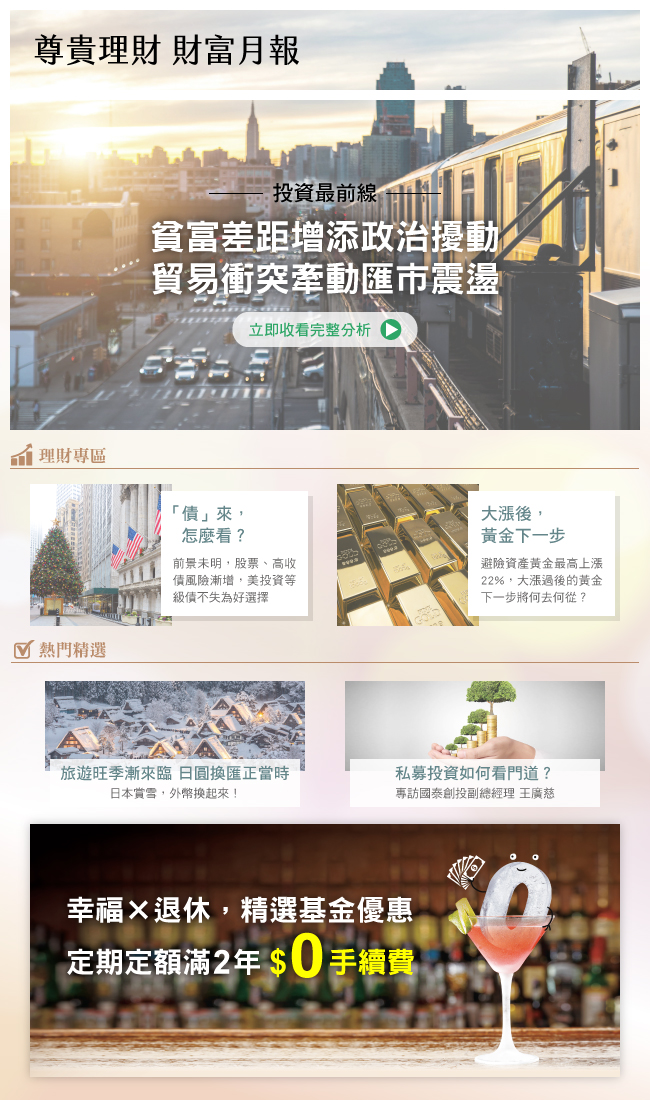 尊貴理財 財富月報
投資最前線
貧富差距增添政治擾動
貿易衝突牽動匯市震盪
立即收看完整分析
理財專區
「債」來，
怎麼看？
前景未明，股票、高收
債風險漸增，美投資等
級債不失為好選擇
大漲後，
黃金下一步
避險資產黃金最高上漲
22%，大漲過後的黃金
下一步將何去何從？
熱門精選
旅遊旺季漸來臨 日圓換匯正當時
日本賞雪，外幣換起來！
私募投資如何看門道？
專訪國泰創投副總經理 王廣慈
幸福×退休，精選基金優惠
定期定額滿2年 $0手續費